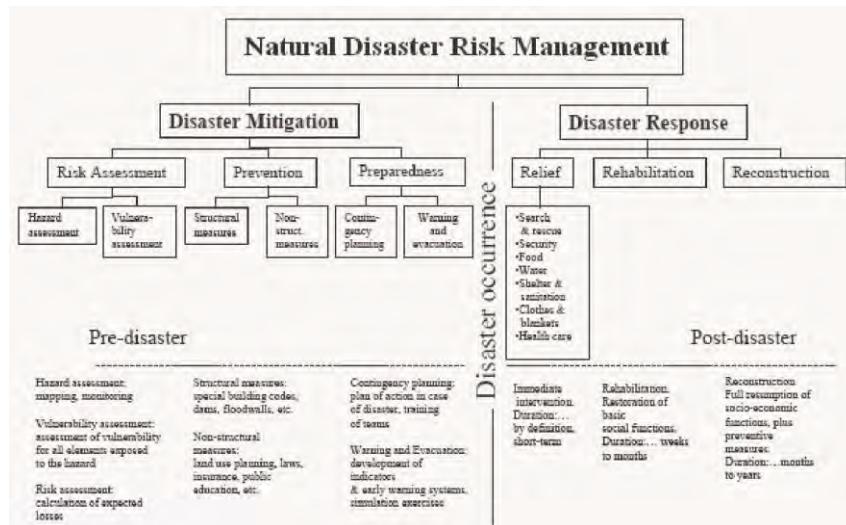 Natural Disaster Risk Management
Disaster Mitigation
Disaster Response
Risk Assessment
Prevention
Preparedness
Relief
Rehabilitation
Reconstruction
Hazard
assessment
Vulnera-
bility
assessment
Structural
measures
Non-
struct.
measures
Contin-
gency
planning
Warning
and
evacuation
•Search
& rescue
•Security
•Food
•Water
•Shelter &
sanitation
•Clothes &
blankets
•Health care
Disaster occurrence
Pre-disaster
Post-disaster
Hazard assessment:
mapping, monitoring
Vulnerability assessment:
assessment of vulnerability
for all elements exposed
to the hazard
Risk assessment:
calculation of expected
losses
Structural measures:
special building codes,
dams, floodwalls, etc.
Non-structural
measures:
land use planning, laws,
insurance, public
education, etc.
Contingency planning:
plan of action in case
of disaster, training
of teams
Warning and Evacuation:
development of
indicators
& early warning systems,
simulation exercises
Immediate
intervention.
Duration:…
by definition,
short-term
Rehabilitation.
Restoration of
basic
social functions.
Duration:… weeks
to months
Reconstruction
Full resumption of
socio-economic
functions, plus
preventive
measures.
Duration:…months
to years